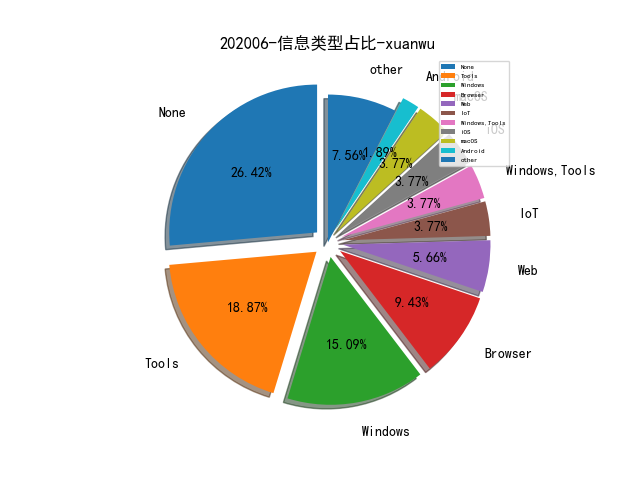 202006-信息类型占比-xuanwu
other
Android
macOS
iOS
None
Windows,Tools
IoT
Web
Browser
Windows
Tools
26.42%
18.87%
15.09%
9.43%
5.66%
3.77%
3.77%
3.77%
3.77%
1.89%
7.56%
None
Tools
Windows
Browser
Web
IoT
Windows,Tools
iOS
macOS
Android
other